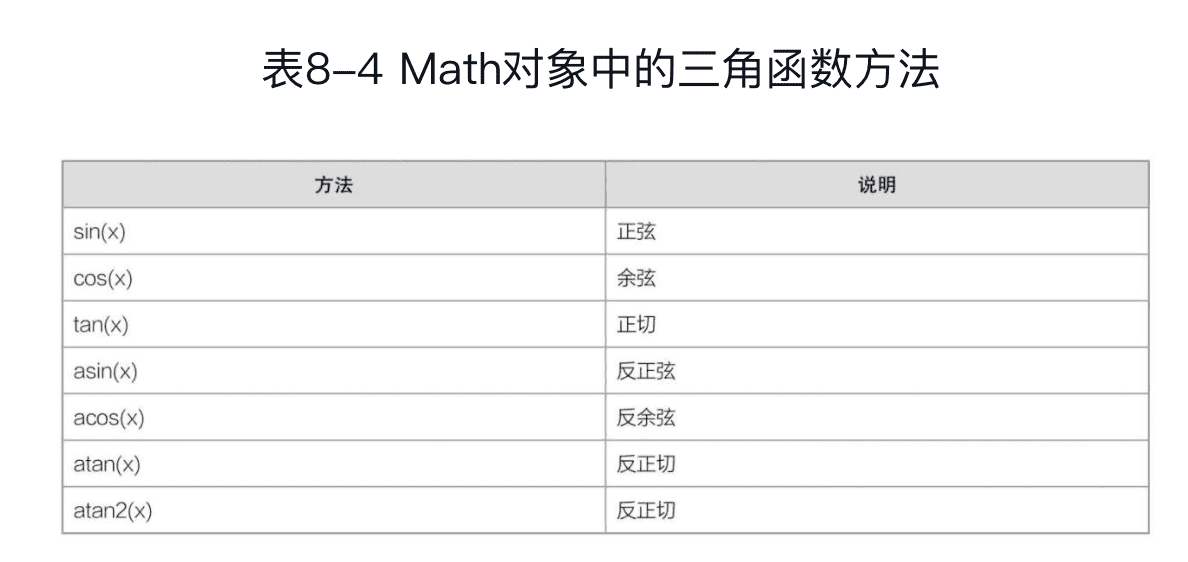 表8-4 Math对象中的三角函数方法
方法 说明
sin(x) 正弦
cos(x) 余弦
tan(x) 正切
asin(x) 反正弦
acos(x) 反余弦
atan(x) 反正切
atan2(x) 反正切